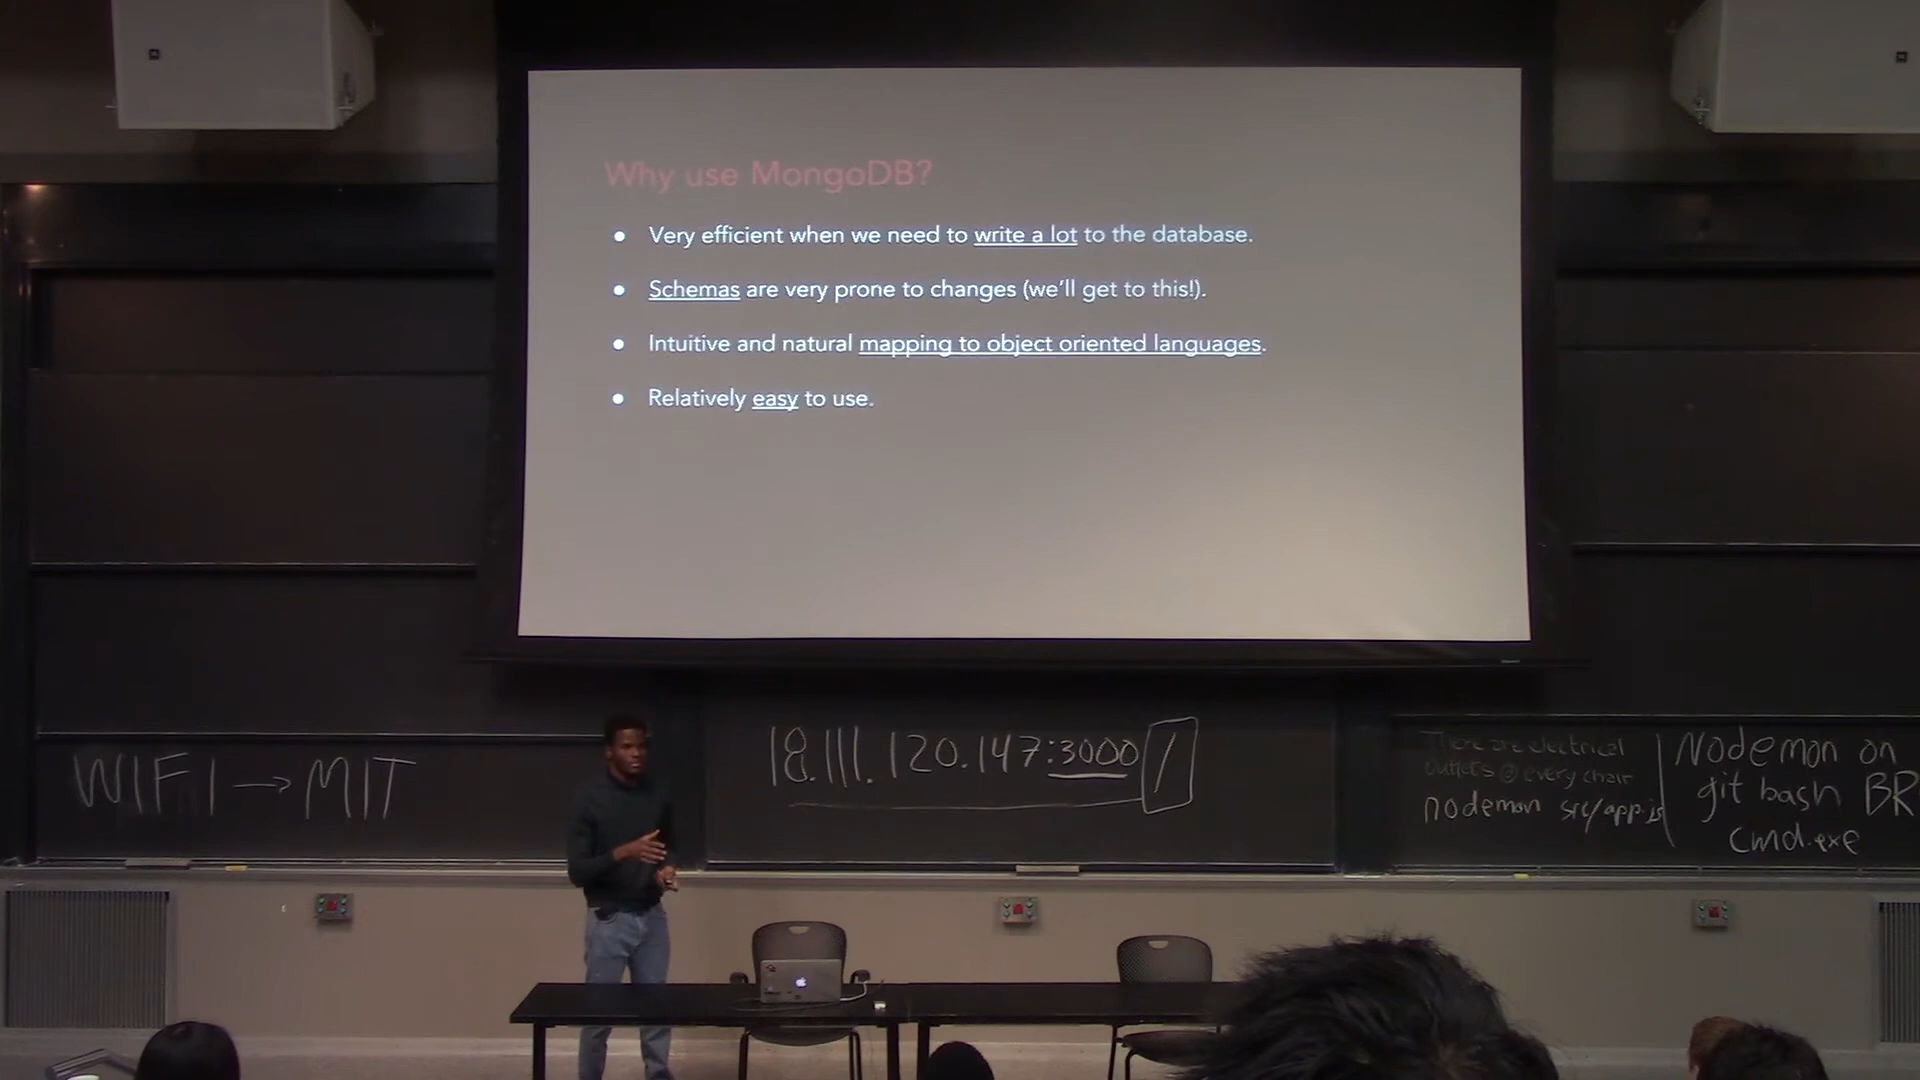 Why use MongoDB?
● Very efficient when we need to write a lot to the database.
● Schemas are very prone to changes (we'll get to this!).
● Intuitive and natural mapping to object oriented languages.
● Relatively easy to use.
WIFI → MIT
18.111.120.147:3000/
There are electrical
outlets @ every chair
nodemon src/app.js
Nodemon on
git bash BR
cmd.exe